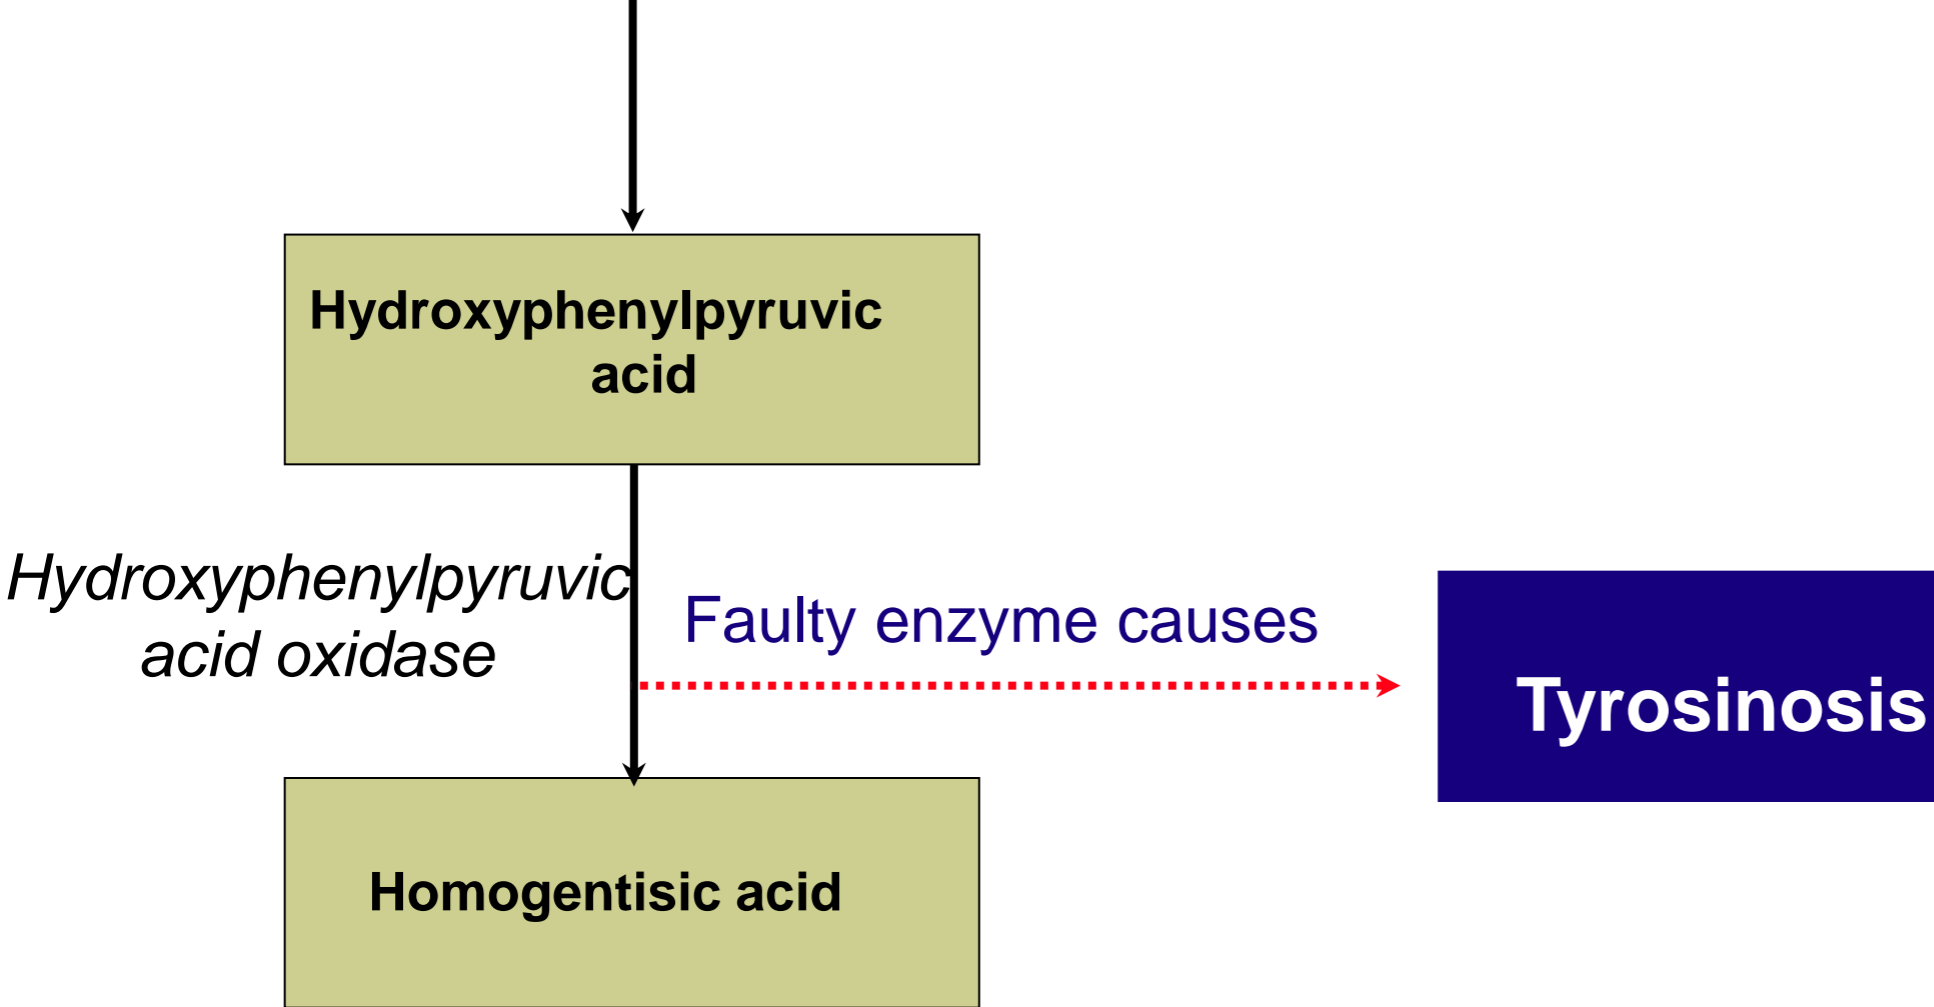 Hydroxyphenylpyruvic
acid
Hydroxyphenylpyruvic
acid oxidase
Faulty enzyme causes
Tyrosinosis
Homogentisic acid